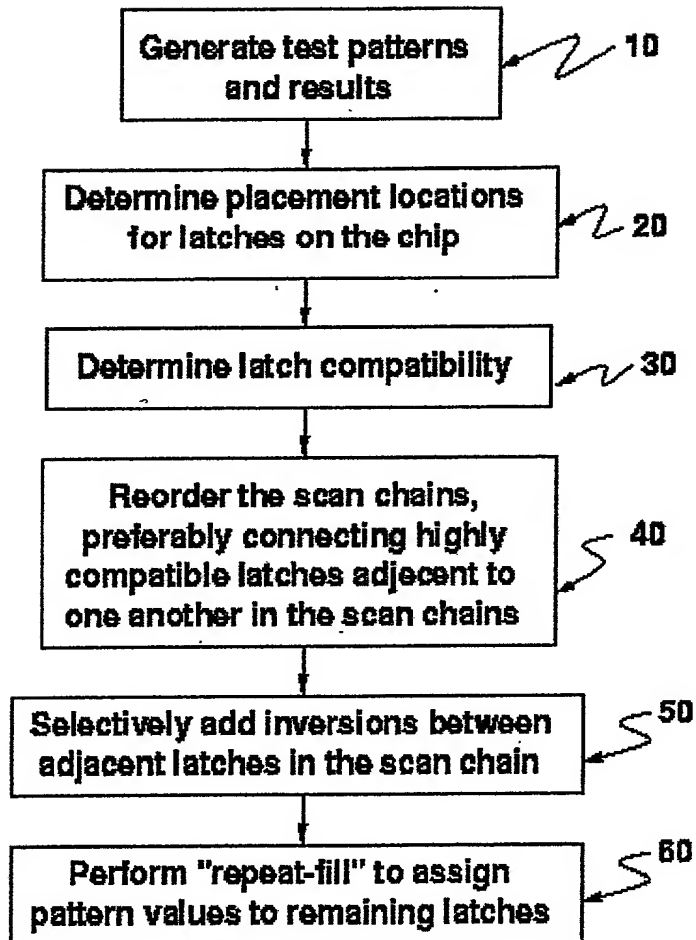 Generate test patterns
and results
10
Determine placement locations
for latches on the chip
20
Determine latch compatibility
30
Reorder the scan chains,
preferably connecting highly
compatible latches adjecent to
one another in the scan chains
40
Selectively add inversions between
adjacent latches in the scan chain
50
Perform "repeat-fill" to assign
pattern values to remaining latches
60